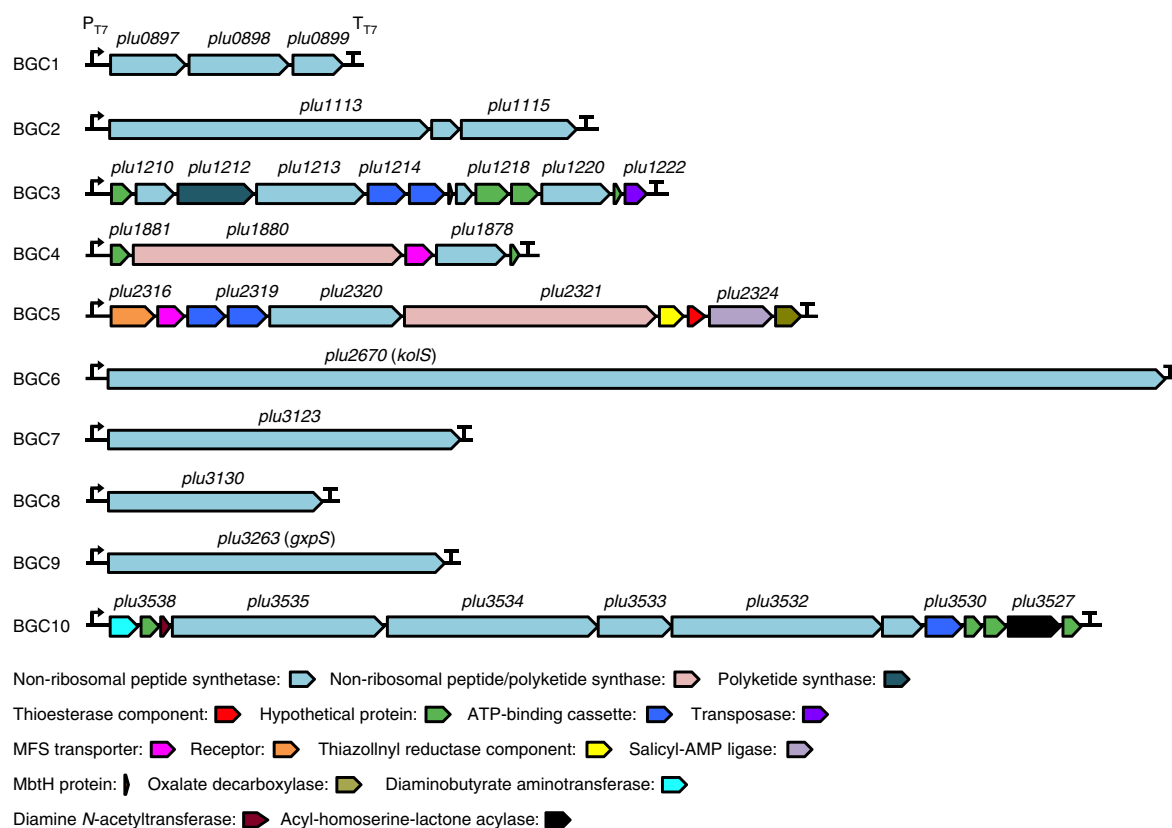 P_T7 T_T7
plu0897 plu0898 plu0899
BGC1
plu1113 plu1115
BGC2
plu1210 plu1212 plu1213 plu1214 plu1218 plu1220 plu1222
BGC3
plu1881 plu1880 plu1878
BGC4
plu2316 plu2319 plu2320 plu2321 plu2324
BGC5
plu2670 (kolS)
BGC6
plu3123
BGC7
plu3130
BGC8
plu3263 (gxpS)
BGC9
plu3538 plu3535 plu3534 plu3533 plu3532 plu3530 plu3527
BGC10
Non-ribosomal peptide synthetase: Non-ribosomal peptide/polyketide synthase: Polyketide synthase:
Thioesterase component: Hypothetical protein: ATP-binding cassette: Transposase:
MFS transporter: Receptor: Thiazollnyl reductase component: Salicyl-AMP ligase:
MbtH protein: Oxalate decarboxylase: Diaminobutyrate aminotransferase:
Diamine N-acetyltransferase: Acyl-homoserine-lactone acylase: